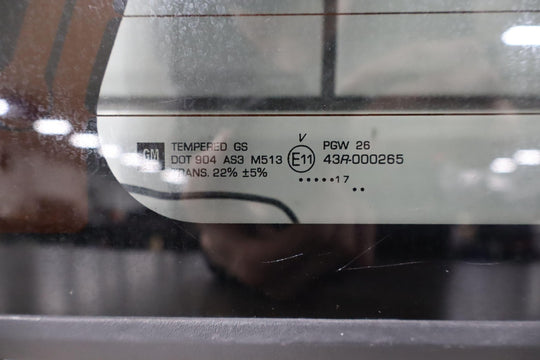 GM TEMPERED GS
DOT 904 AS3 M513
TRANS. 22% ±5%
V
E11
PGW 26
43R-000265
•••••17
••